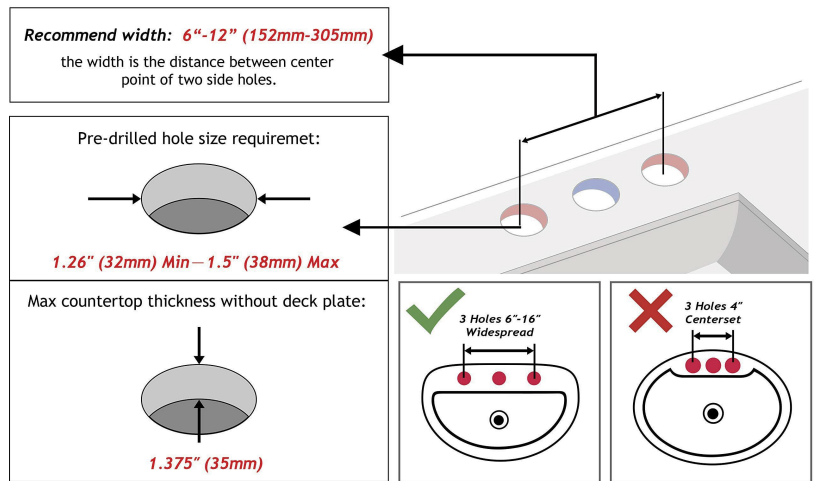 Recommend width: 6“-12” (152mm-305mm)
the width is the distance between center
point of two side holes.
Pre-drilled hole size requiremet:
1.26" (32mm) Min—1.5" (38mm) Max
Max countertop thickness without deck plate:
1.375" (35mm)
3 Holes 6"-16"
Widespread
3 Holes 4"
Centerset